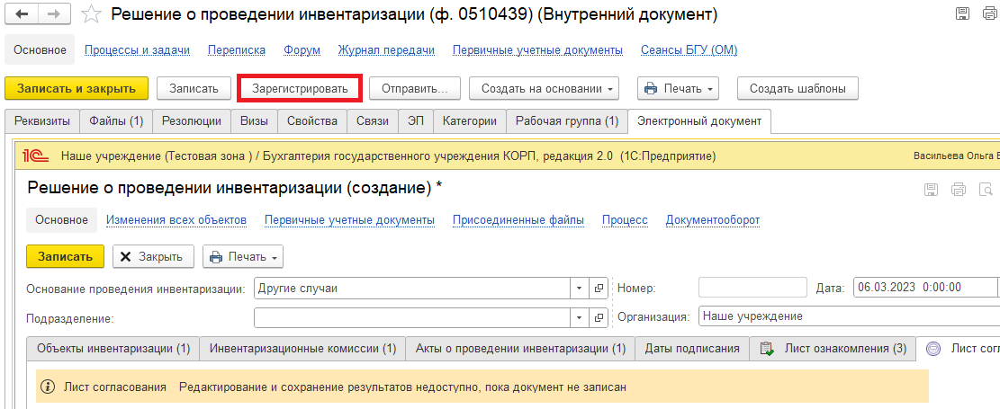 Решение о проведении инвентаризации (ф. 0510439) (Внутренний документ)
Основное Процессы и задачи Переписка Форум Журнал передачи Первичные учетные документы Сеансы БГУ (ОМ)
Записать и закрыть Записать Зарегистрировать Отправить... Создать на основании Печать Создать шаблоны
Реквизиты Файлы (1) Резолюции Визы Свойства Связи ЭП Категории Рабочая группа (1) Электронный документ
1С Наше учреждение (Тестовая зона ) / Бухгалтерия государственного учреждения КОРП, редакция 2.0 (1С:Предприятие) Васильева Ольга В
Решение о проведении инвентаризации (создание) *
Основное Изменения всех объектов Первичные учетные документы Присоединенные файлы Процесс Документооборот
Записать Закрыть Печать
Основание проведения инвентаризации: Другие случаи Номер: Дата: 06.03.2023 0:00:00
Подразделение: Организация: Наше учреждение
Объекты инвентаризации (1) Инвентаризационные комиссии (1) Акты о проведении инвентаризации (1) Даты подписания Лист ознакомления (3) Лист согл
Лист согласования Редактирование и сохранение результатов недоступно, пока документ не записан